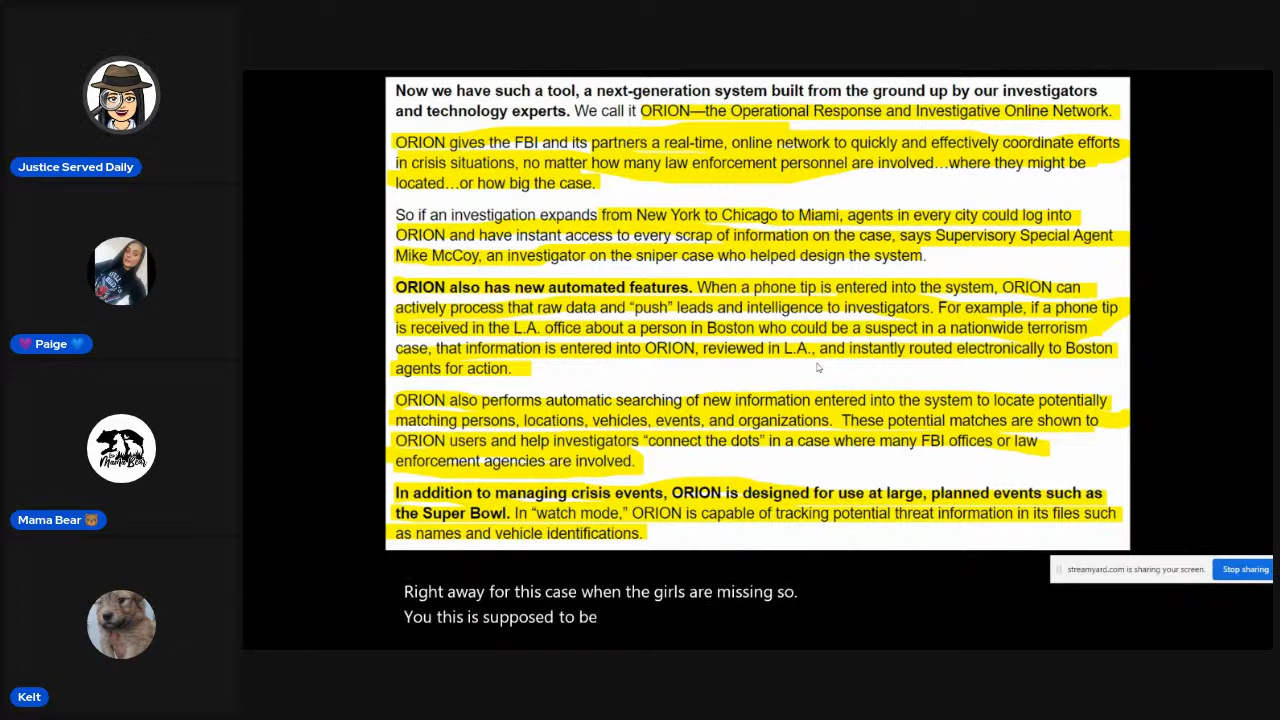 Now we have such a tool, a next-generation system built from the ground up by our investigators
and technology experts. We call it ORION—the Operational Response and Investigative Online Network.
ORION gives the FBI and its partners a real-time, online network to quickly and effectively coordinate efforts
in crisis situations, no matter how many law enforcement personnel are involved…where they might be
located…or how big the case.
So if an investigation expands from New York to Chicago to Miami, agents in every city could log into
ORION and have instant access to every scrap of information on the case, says Supervisory Special Agent
Mike McCoy, an investigator on the sniper case who helped design the system.
ORION also has new automated features. When a phone tip is entered into the system, ORION can
actively process that raw data and “push” leads and intelligence to investigators. For example, if a phone tip
is received in the L.A. office about a person in Boston who could be a suspect in a nationwide terrorism
case, that information is entered into ORION, reviewed in L.A., and instantly routed electronically to Boston
agents for action.
ORION also performs automatic searching of new information entered into the system to locate potentially
matching persons, locations, vehicles, events, and organizations. These potential matches are shown to
ORION users and help investigators “connect the dots” in a case where many FBI offices or law
enforcement agencies are involved.
In addition to managing crisis events, ORION is designed for use at large, planned events such as
the Super Bowl. In “watch mode,” ORION is capable of tracking potential threat information in its files such
as names and vehicle identifications.
streamyard.com is sharing your screen. Stop sharing
Right away for this case when the girls are missing so.
You this is supposed to be
Justice Served Daily
💗 Paige 💙
Mama Bear
Mama Bear 🐻
Kelt